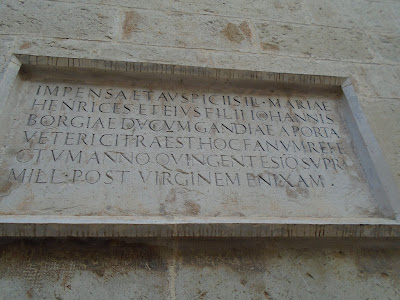 IMPENSA ET AVSPICIIS IL · MARIAE
HENRICES · ET EIVS FILII IOHANNIS
BORGIAE DVCVM GANDIAE A PORTA
VETERI CITRA EST HOC FANVM REFE
CTVM ANNO QVINGENTESIO, SVPR
MILL · POST VIRGINEM ENIXAM .